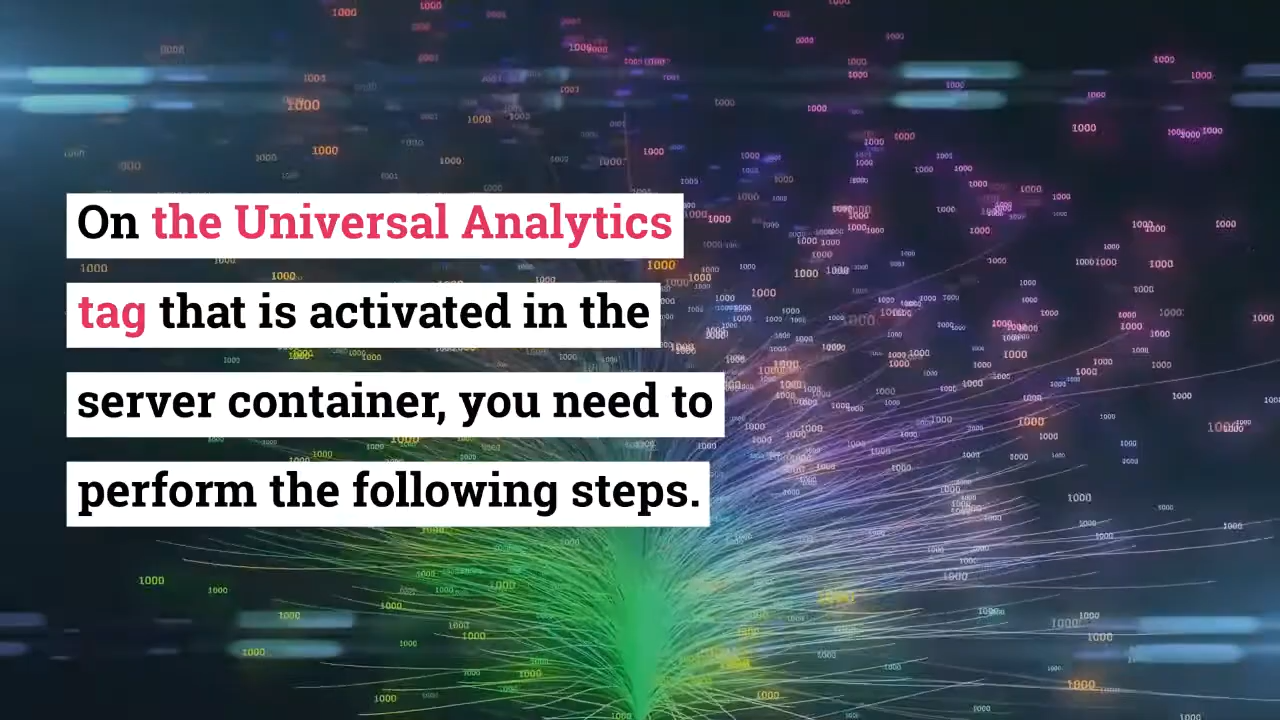 On the Universal Analytics
tag that is activated in the
server container, you need to
perform the following steps.